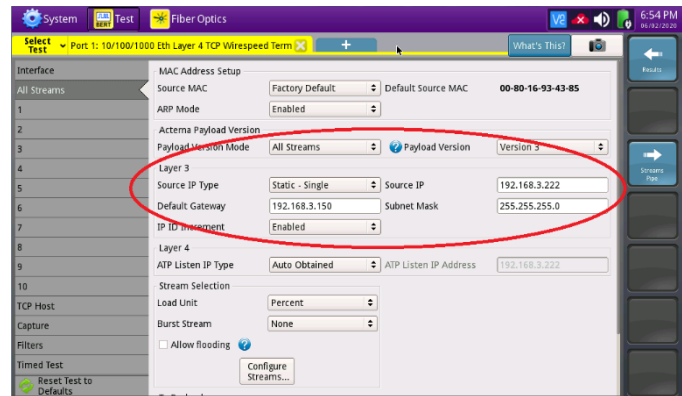 System Test Fiber Optics 6:54 PM
06/02/2020
Select Test Port 1: 10/100/1000 Eth Layer 4 TCP Wirespeed Term + What's This?
Results
Interface
All Streams
1
2
3
4
5
6
7
8
9
10
TCP Host
Capture
Filters
Timed Test
Reset Test to
Defaults
MAC Address Setup
Source MAC Factory Default Default Source MAC 00-80-16-93-43-85
ARP Mode Enabled
Acterna Payload Version
Payload Version Mode All Streams ? Payload Version Version 3
Layer 3
Source IP Type Static - Single Source IP 192.168.3.222
Default Gateway 192.168.3.150 Subnet Mask 255.255.255.0
IP ID Increment Enabled
Layer 4
ATP Listen IP Type Auto Obtained ATP Listen IP Address 192.168.3.222
Stream Selection
Load Unit Percent
Burst Stream None
Allow flooding ?
Configure
Streams...
Streams
Pipe